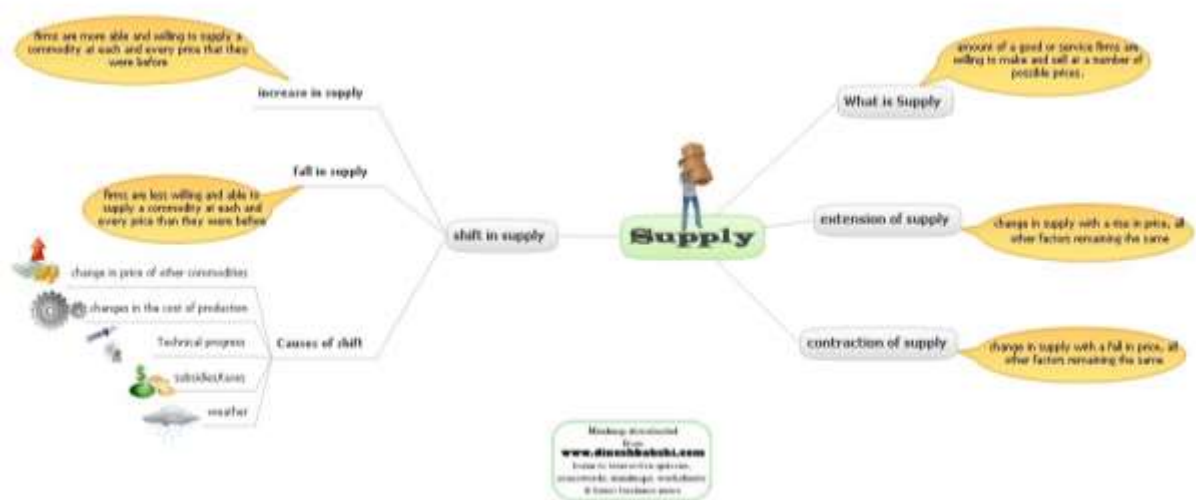 firms are more able and willing to supply a
commodity at each and every price that they
were before
increase in supply
fall in supply
firms are less willing and able to
supply a commodity at each and
every price than they were before
shift in supply
change in price of other commodities
changes in the cost of production
Technical progress
subsidies/taxes
weather
Causes of shift
Supply
amount of a good or service firms are
willing to make and sell at a number of
possible prices.
What is Supply
extension of supply
change in supply with a rise in price, all
other factors remaining the same
contraction of supply
change in supply with a fall in price, all
other factors remaining the same
Mindmap downloaded
from
www.dineshbakshi.com